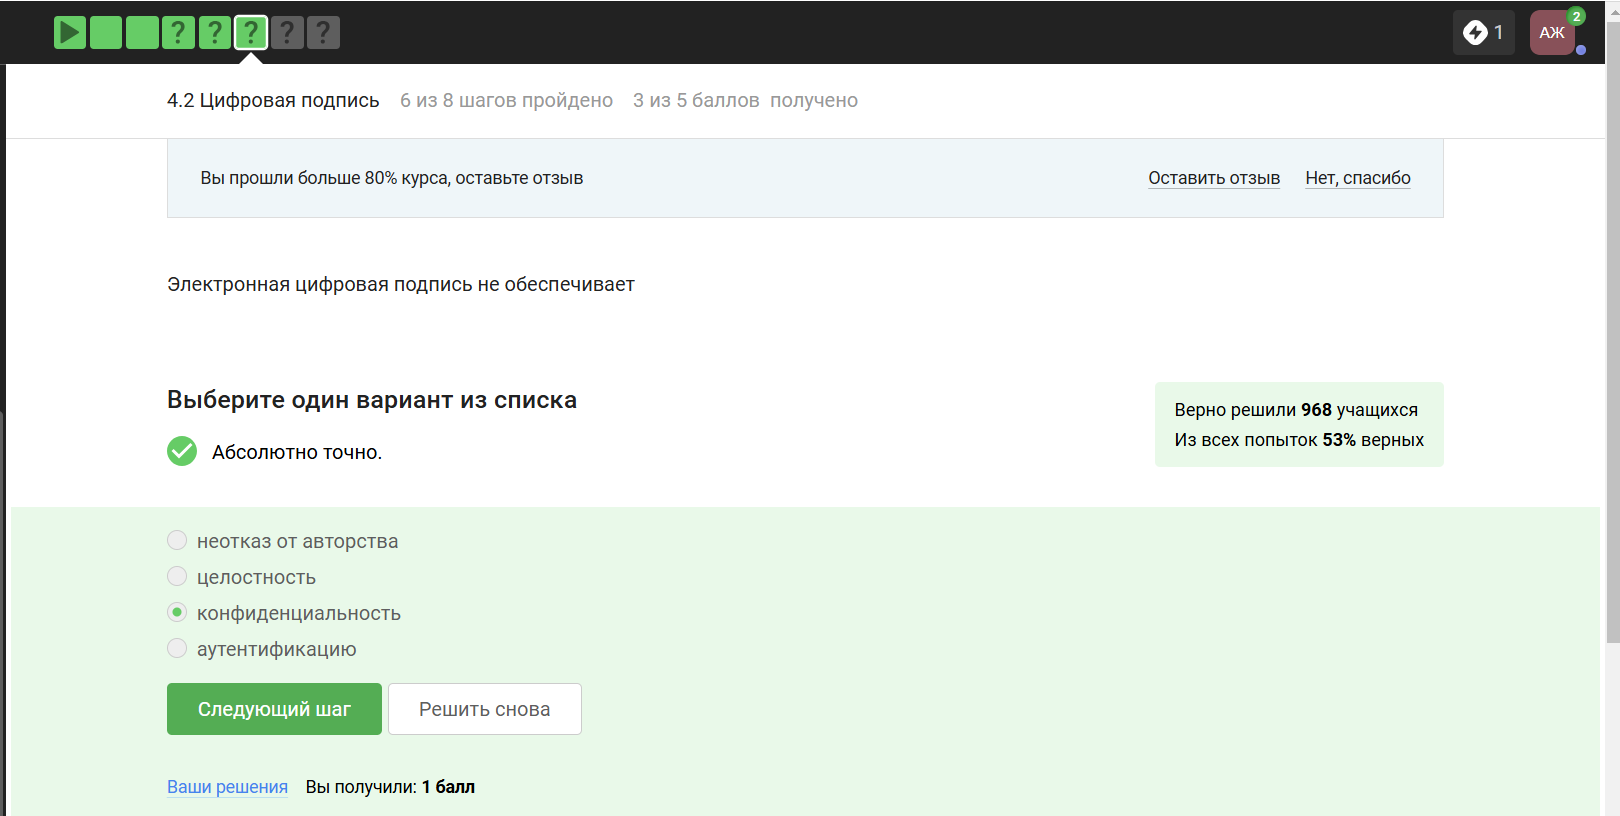 ? ? ? ? ?
1
АЖ
2
4.2 Цифровая подпись 6 из 8 шагов пройдено 3 из 5 баллов получено
Вы прошли больше 80% курса, оставьте отзыв
Оставить отзыв Нет, спасибо
Электронная цифровая подпись не обеспечивает
Выберите один вариант из списка
Абсолютно точно.
Верно решили 968 учащихся
Из всех попыток 53% верных
неотказ от авторства
целостность
конфиденциальность
аутентификацию
Следующий шаг
Решить снова
Ваши решения Вы получили: 1 балл